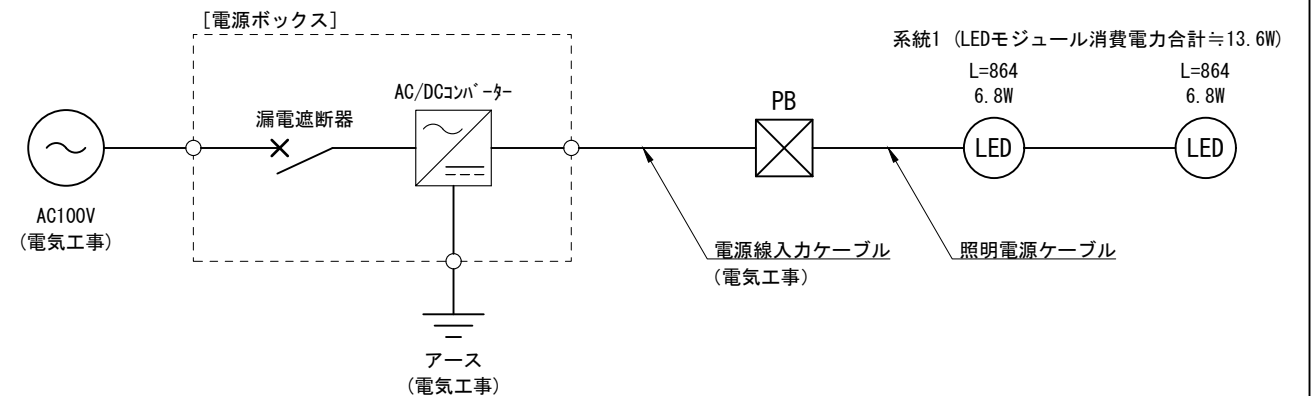 [電源ボックス]
系統1 (LEDモジュール消費電力合計≒13.6W)
L=864
6.8W
L=864
6.8W
漏電遮断器
AC/DCｺﾝﾊﾞｰﾀｰ
PB
LED
LED
AC100V
(電気工事)
電源線入力ケーブル
(電気工事)
照明電源ケーブル
アース
(電気工事)